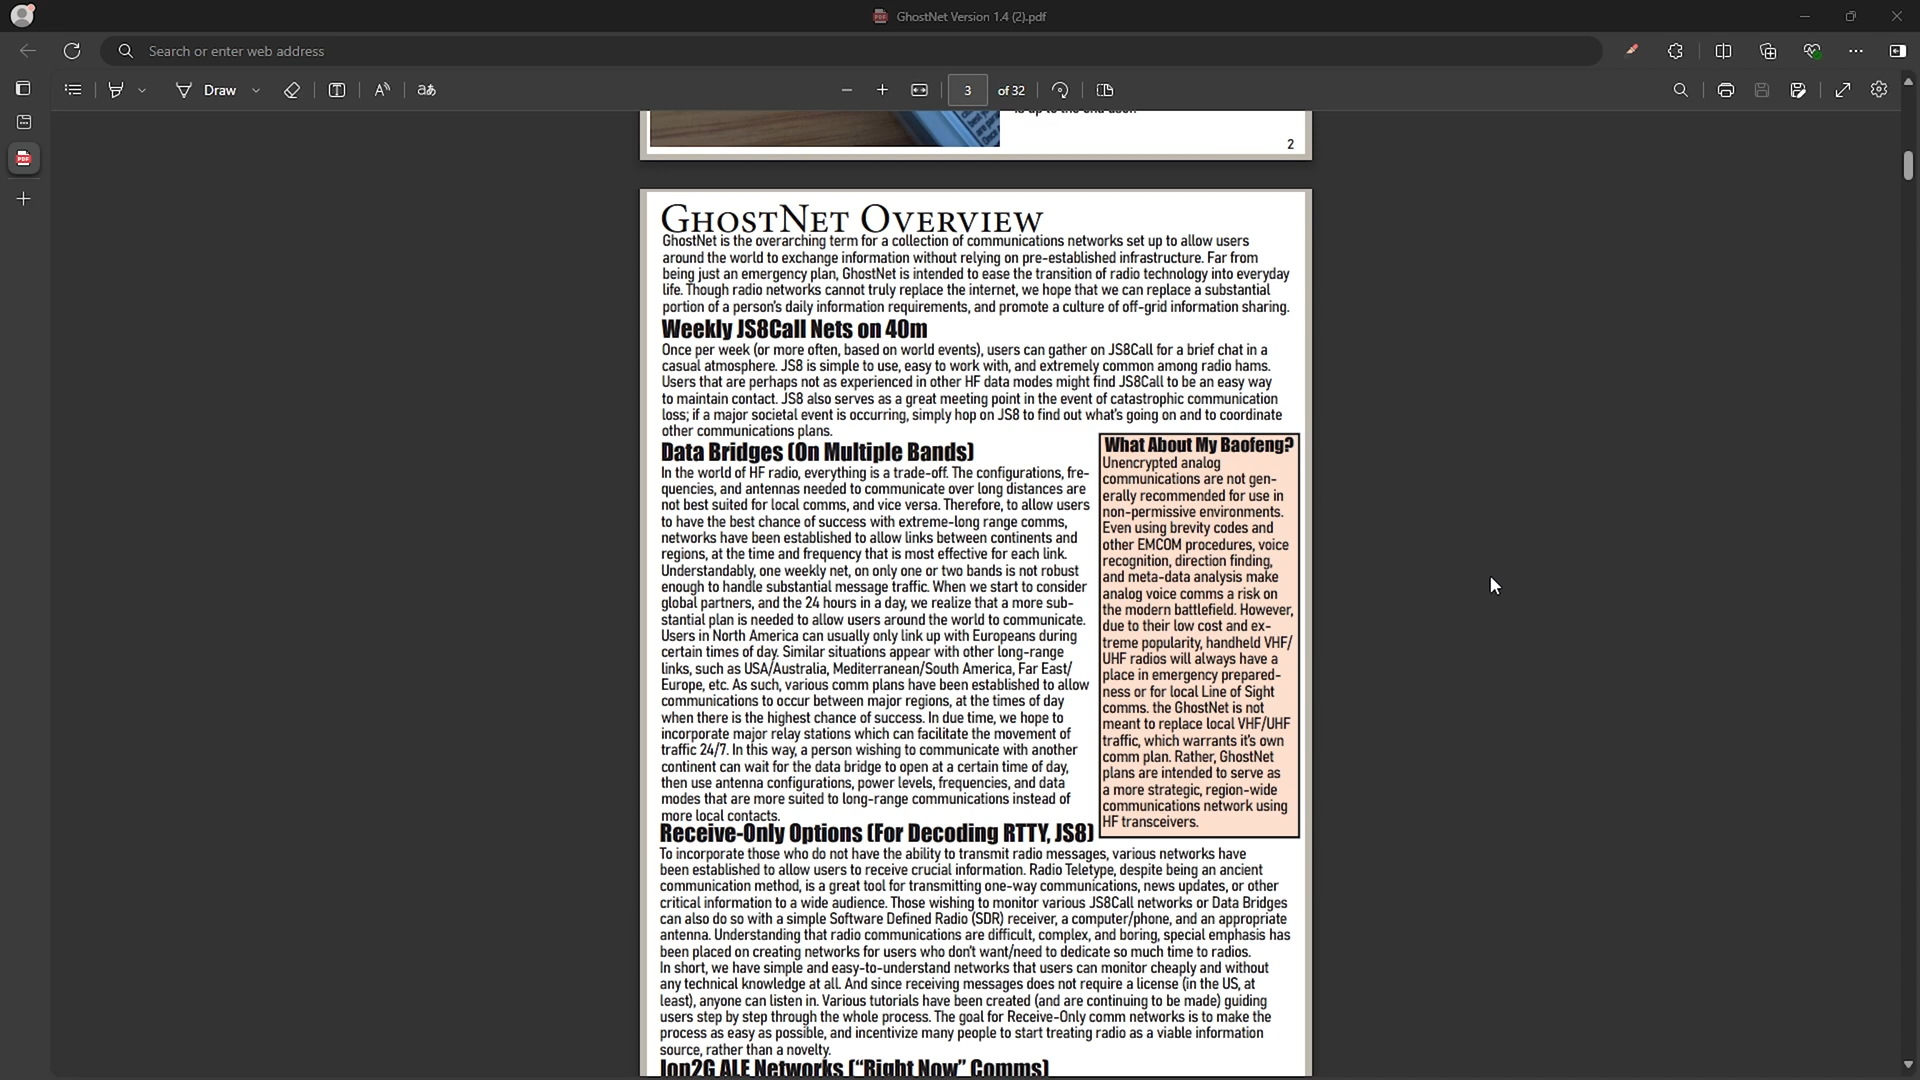 GhostNet Version 1.4 (2).pdf
Search or enter web address
Draw
3
of 32
2
GhostNet Overview
GhostNet is the overarching term for a collection of communications networks set up to allow users
around the world to exchange information without relying on pre-established infrastructure. Far from
being just an emergency plan, GhostNet is intended to ease the transition of radio technology into everyday
life. Though radio networks cannot truly replace the internet, we hope that we can replace a substantial
portion of a person's daily information requirements, and promote a culture of off-grid information sharing.
Weekly JS8Call Nets on 40m
Once per week (or more often, based on world events), users can gather on JS8Call for a brief chat in a
casual atmosphere. JS8 is simple to use, easy to work with, and extremely common among radio hams.
Users that are perhaps not as experienced in other HF data modes might find JS8Call to be an easy way
to maintain contact. JS8 also serves as a great meeting point in the event of catastrophic communication
loss; if a major societal event is occurring, simply hop on JS8 to find out what's going on and to coordinate
other communications plans.
Data Bridges (On Multiple Bands)
In the world of HF radio, everything is a trade-off. The configurations, fre-
quencies, and antennas needed to communicate over long distances are
not best suited for local comms, and vice versa. Therefore, to allow users
to have the best chance of success with extreme-long range comms,
networks have been established to allow links between continents and
regions, at the time and frequency that is most effective for each link.
Understandably, one weekly net, on only one or two bands is not robust
enough to handle substantial message traffic. When we start to consider
global partners, and the 24 hours in a day, we realize that a more sub-
stantial plan is needed to allow users around the world to communicate.
Users in North America can usually only link up with Europeans during
certain times of day. Similar situations appear with other long-range
links, such as USA/Australia, Mediterranean/South America, Far East/
Europe, etc. As such, various comm plans have been established to allow
communications to occur between major regions, at the times of day
when there is the highest chance of success. In due time, we hope to
incorporate major relay stations which can facilitate the movement of
traffic 24/7. In this way, a person wishing to communicate with another
continent can wait for the data bridge to open at a certain time of day,
then use antenna configurations, power levels, frequencies, and data
modes that are more suited to long-range communications instead of
more local contacts.
What About My Baofeng?
Unencrypted analog
communications are not gen-
erally recommended for use in
non-permissive environments.
Even using brevity codes and
other EMCOM procedures, voice
recognition, direction finding,
and meta-data analysis make
analog voice comms a risk on
the modern battlefield. However,
due to their low cost and ex-
treme popularity, handheld VHF/
UHF radios will always have a
place in emergency prepared-
ness or for local Line of Sight
comms. the GhostNet is not
meant to replace local VHF/UHF
traffic, which warrants it's own
comm plan. Rather, GhostNet
plans are intended to serve as
a more strategic, region-wide
communications network using
HF transceivers.
Receive-Only Options (For Decoding RTTY, JS8)
To incorporate those who do not have the ability to transmit radio messages, various networks have
been established to allow users to receive crucial information. Radio Teletype, despite being an ancient
communication method, is a great tool for transmitting one-way communications, news updates, or other
critical information to a wide audience. Those wishing to monitor various JS8Call networks or Data Bridges
can also do so with a simple Software Defined Radio (SDR) receiver, a computer/phone, and an appropriate
antenna. Understanding that radio communications are difficult, complex, and boring, special emphasis has
been placed on creating networks for users who don't want/need to dedicate so much time to radios.
In short, we have simple and easy-to-understand networks that users can monitor cheaply and without
any technical knowledge at all. And since receiving messages does not require a license (in the US, at
least), anyone can listen in. Various tutorials have been created (and are continuing to be made) guiding
users step by step through the whole process. The goal for Receive-Only comm networks is to make the
process as easy as possible, and incentivize many people to start treating radio as a viable information
source, rather than a novelty.
Ion2G ALE Networks ("Right Now" Comms)